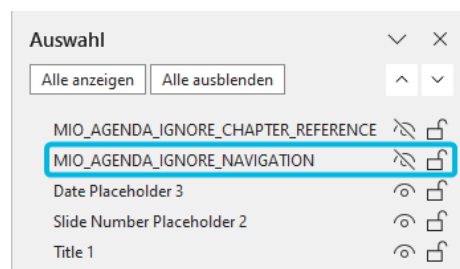 Auswahl
Alle anzeigen Alle ausblenden
MIO_AGENDA_IGNORE_CHAPTER_REFERENCE
MIO_AGENDA_IGNORE_NAVIGATION
Date Placeholder 3
Slide Number Placeholder 2
Title 1